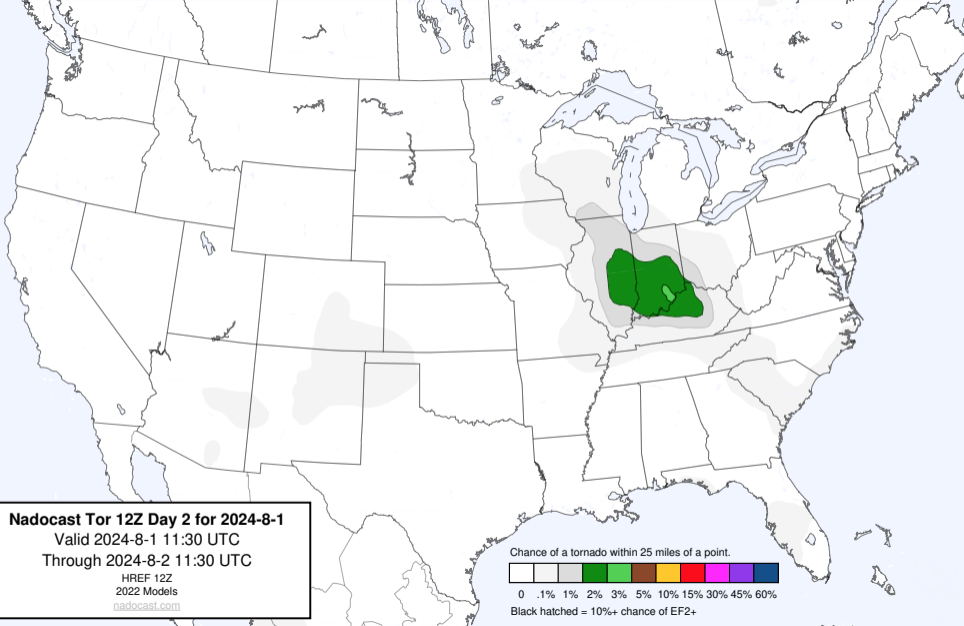 Nadocast Tor 12Z Day 2 for 2024-8-1
Valid 2024-8-1 11:30 UTC
Through 2024-8-2 11:30 UTC
HREF 12Z
2022 Models
nadocast.com
Chance of a tornado within 25 miles of a point.
0 .1% 1% 2% 3% 5% 10% 15% 30% 45% 60%
Black hatched = 10%+ chance of EF2+